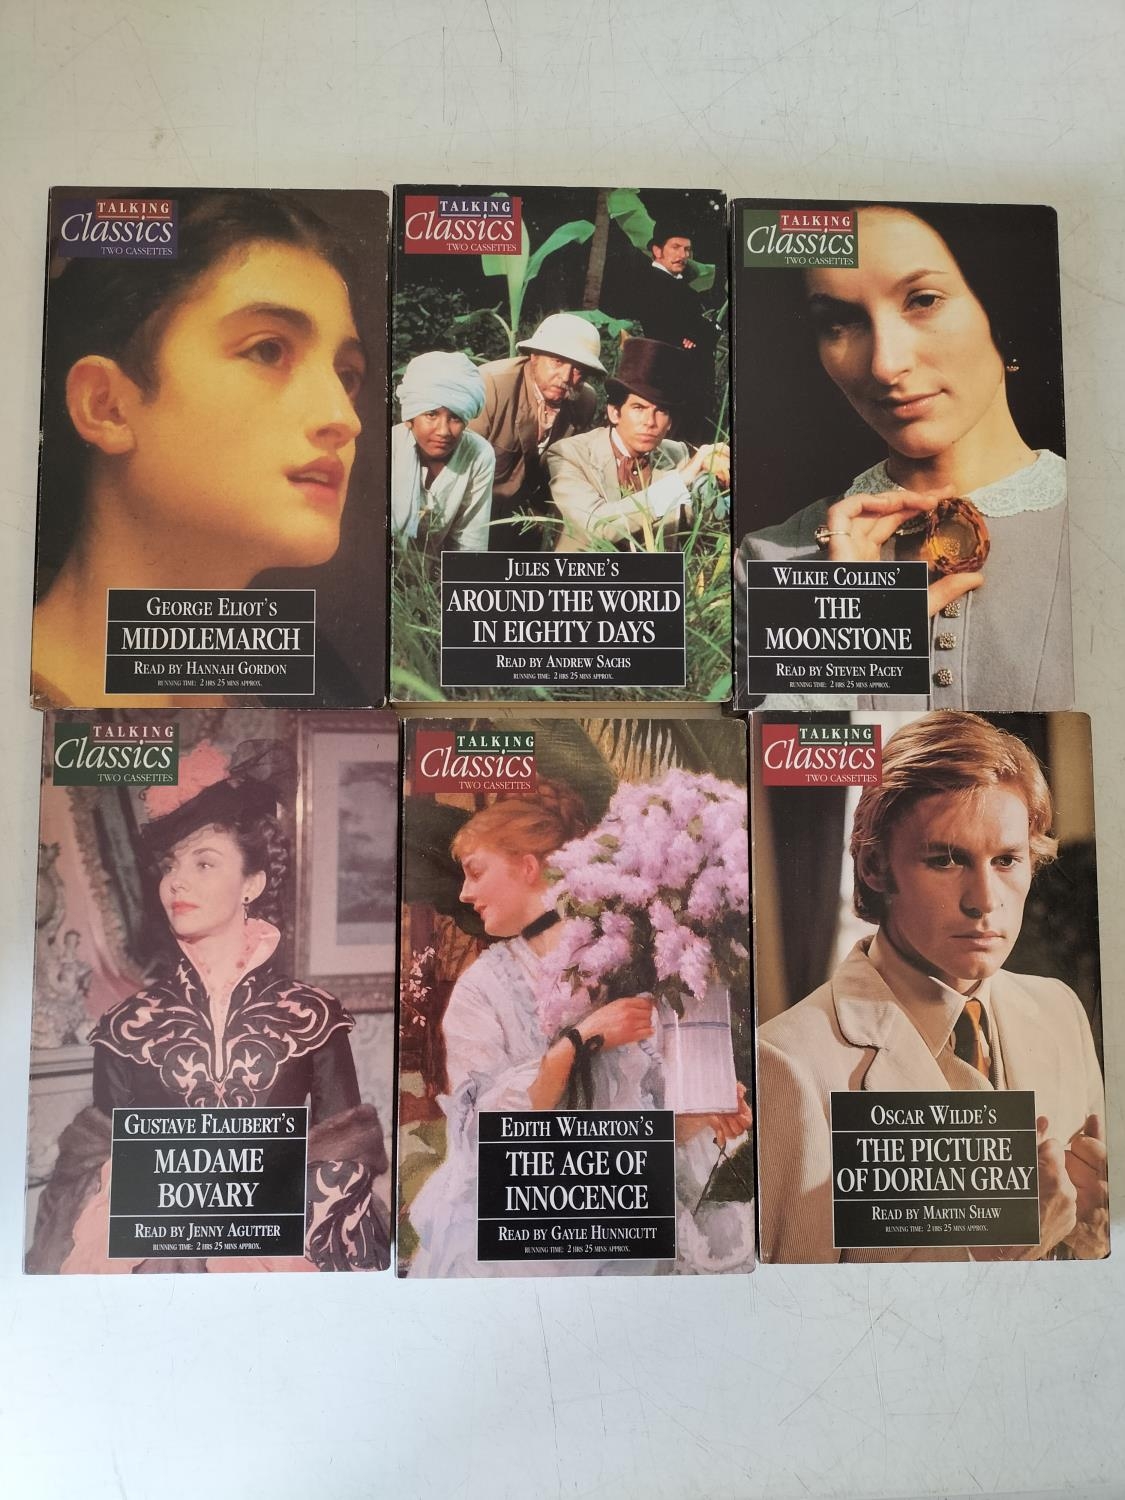 TALKING
Classics
TWO CASSETTES
GEORGE ELIOT'S
MIDDLEMARCH
READ BY HANNAH GORDON
RUNNING TIME: 2 HRS 25 MINS APPROX.
TALKING
Classics
TWO CASSETTES
JULES VERNE'S
AROUND THE WORLD
IN EIGHTY DAYS
READ BY ANDREW SACHS
RUNNING TIME: 2 HRS 25 MINS APPROX.
TALKING
Classics
TWO CASSETTES
WILKIE COLLINS'
THE
MOONSTONE
READ BY STEVEN PACEY
RUNNING TIME: 2 HRS 25 MINS APPROX.
TALKING
Classics
TWO CASSETTES
GUSTAVE FLAUBERT'S
MADAME
BOVARY
READ BY JENNY AGUTTER
RUNNING TIME: 2 HRS 25 MINS APPROX.
TALKING
Classics
TWO CASSETTES
EDITH WHARTON'S
THE AGE OF
INNOCENCE
READ BY GAYLE HUNNICUTT
RUNNING TIME: 2 HRS 25 MINS APPROX.
TALKING
Classics
TWO CASSETTES
OSCAR WILDE'S
THE PICTURE
OF DORIAN GRAY
READ BY MARTIN SHAW
RUNNING TIME: 2 HRS 25 MINS APPROX.